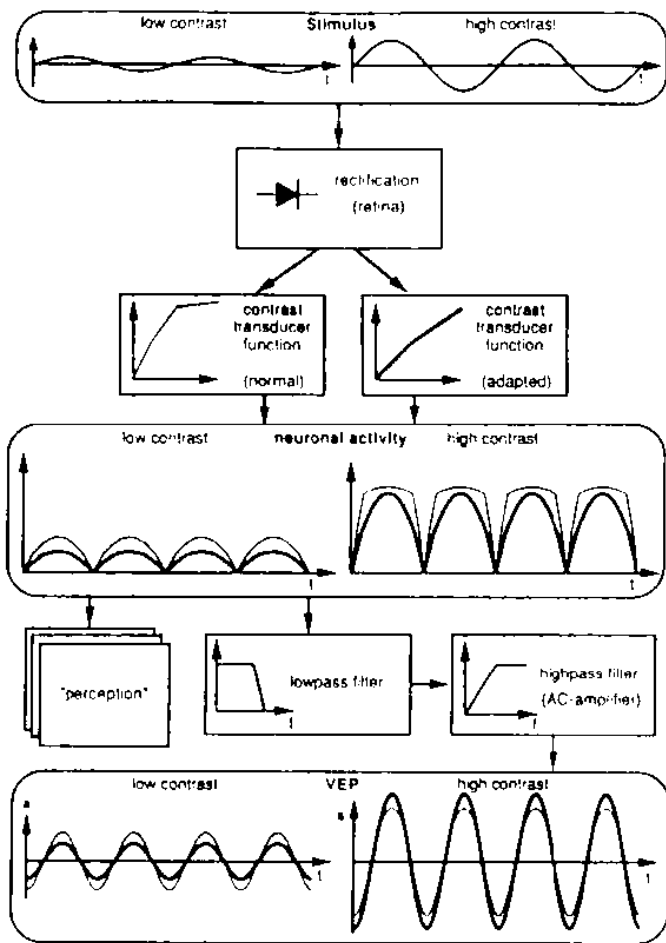 low contrast Stimulus high contrast
t
t
rectification
(retina)
contrast
transducer
function
(normal)
contrast
transducer
function
(adapted)
low contrast neuronal activity high contrast
t
t
"perception"
lowpass filter
f
highpass filter
(AC-amplifier)
f
low contrast VEP high contrast
a
a
t
t